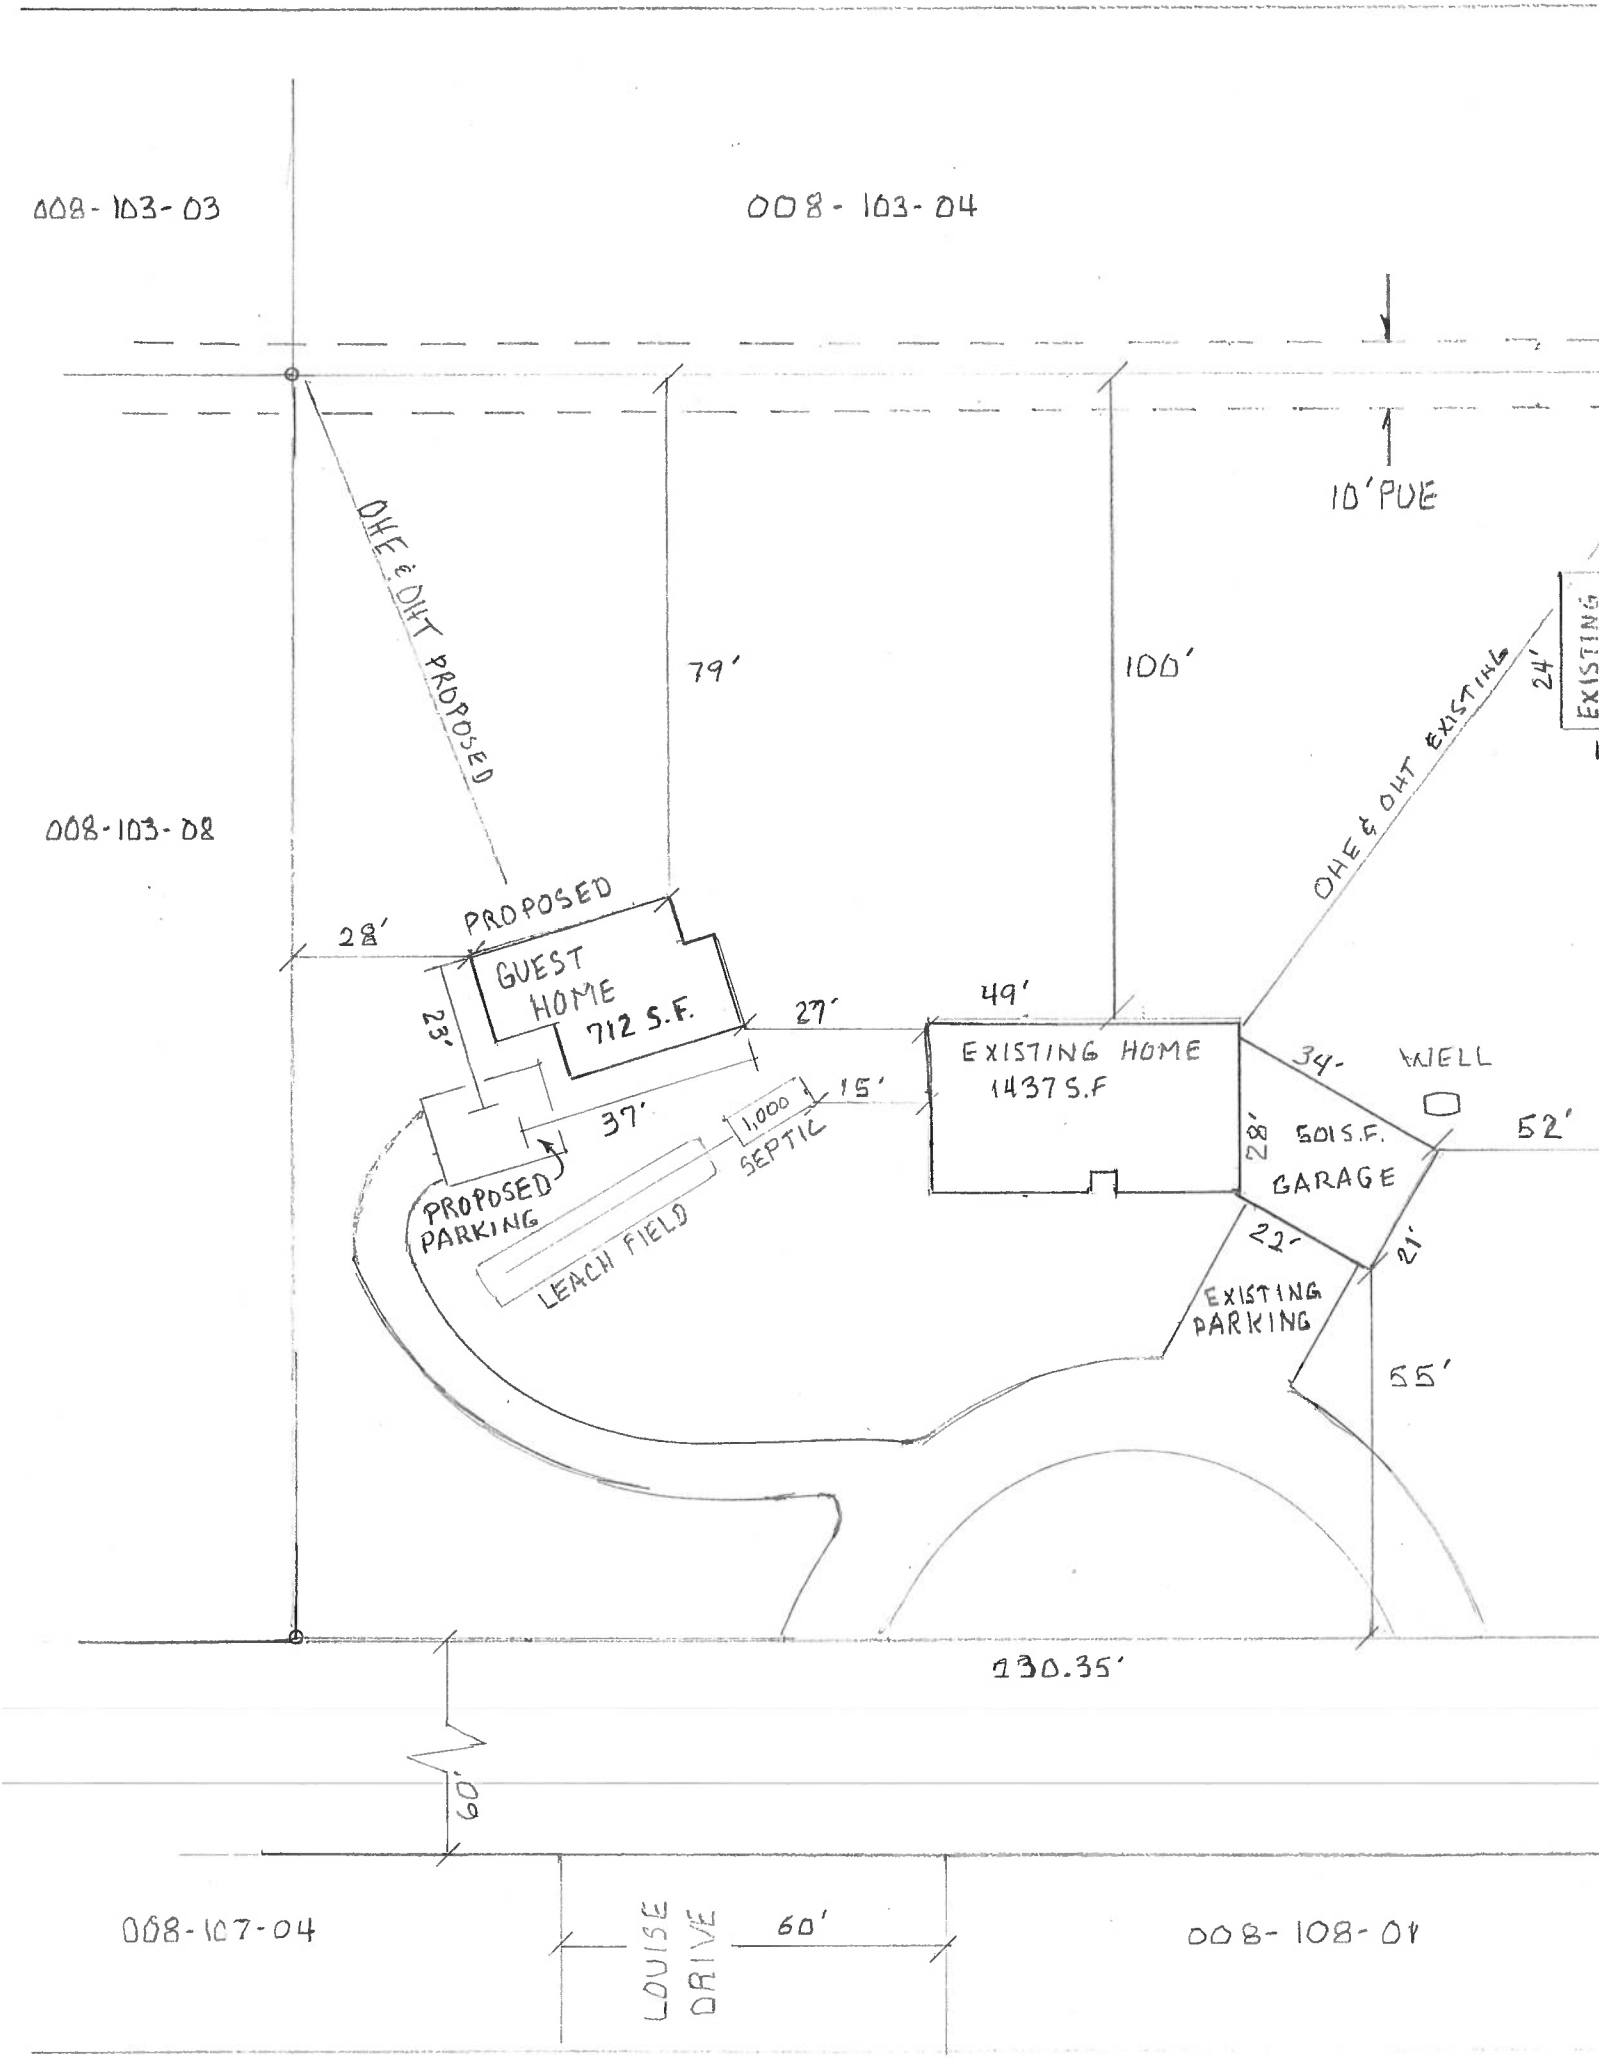 008-103-03
008-103-04
10' PUE
OHE & OHT PROPOSED
79'
100'
OHE & OHT EXISTING
24'
EXISTING
008-103-08
28'
PROPOSED
GUEST
HOME
712 S.F.
23'
27'
49'
EXISTING HOME
1437 S.F
34-
WELL
15'
1,000
SEPTIC
37'
28'
501 S.F.
GARAGE
52'
PROPOSED
PARKING
LEACH FIELD
22-
21'
EXISTING
PARKING
55'
230.35'
60'
008-107-04
LOUISE
DRIVE
60'
008-108-01